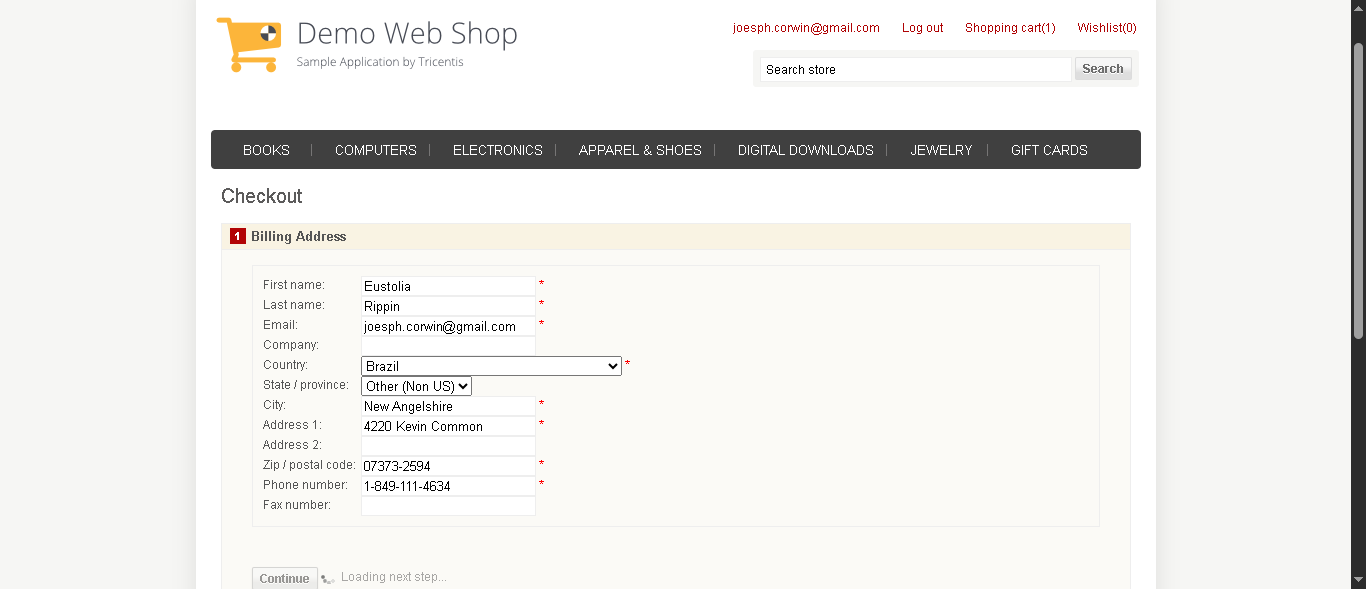 Demo Web Shop
Sample Application by Tricentis
joesph.corwin@gmail.com Log out Shopping cart(1) Wishlist(0)
Search store Search
BOOKS COMPUTERS ELECTRONICS APPAREL & SHOES DIGITAL DOWNLOADS JEWELRY GIFT CARDS
Checkout
1 Billing Address
First name: Eustolia *
Last name: Rippin *
Email: joesph.corwin@gmail.com *
Company:
Country: Brazil *
State / province: Other (Non US)
City: New Angelshire *
Address 1: 4220 Kevin Common *
Address 2:
Zip / postal code: 07373-2594 *
Phone number: 1-849-111-4634 *
Fax number:
Continue Loading next step...